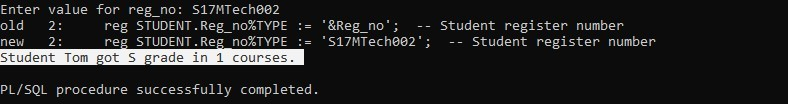 Enter value for reg_no: S17MTech002
old   2:     reg STUDENT.Reg_no%TYPE := '&Reg_no';  -- Student register number
new   2:     reg STUDENT.Reg_no%TYPE := 'S17MTech002';  -- Student register number
Student Tom got S grade in 1 courses.
PL/SQL procedure successfully completed.